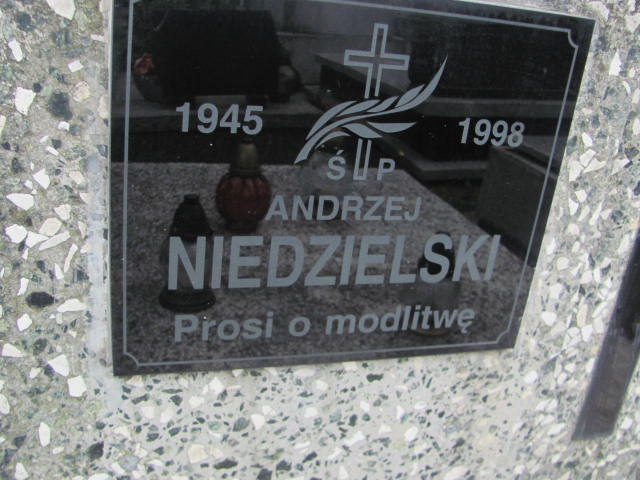 1945 1998
Ś P
ANDRZEJ
NIEDZIELSKI
Prosi o modlitwę